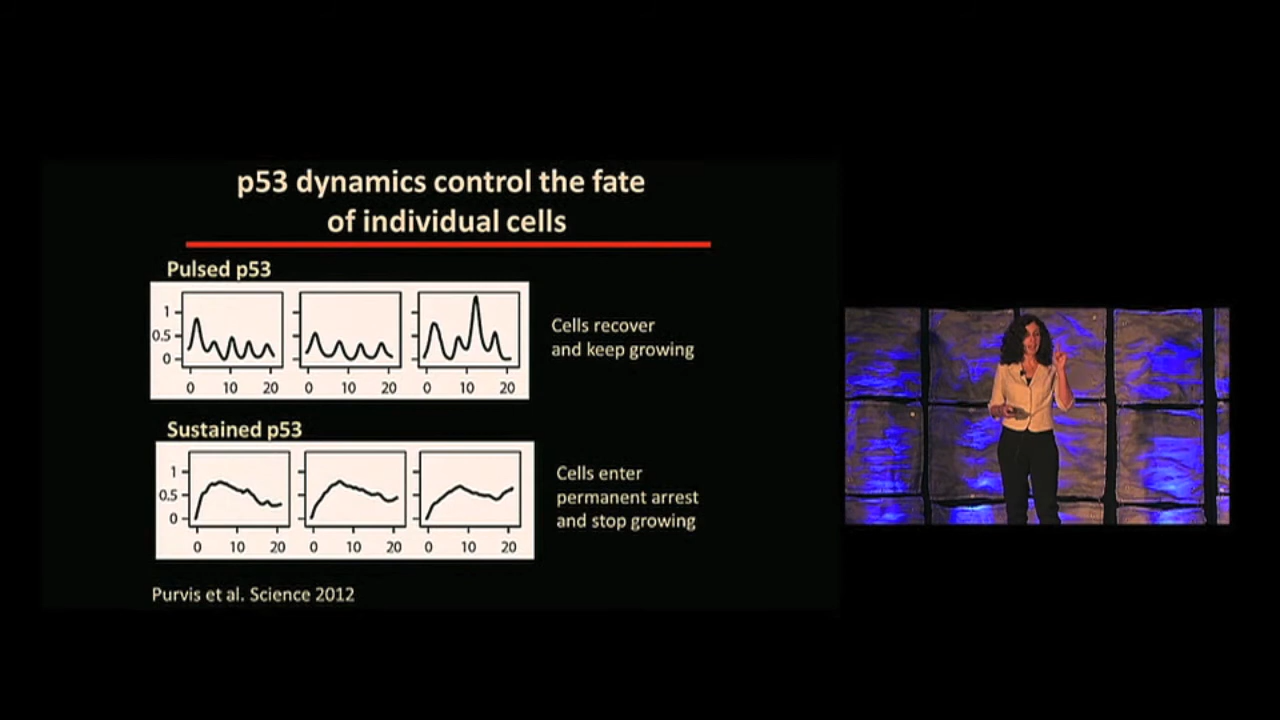 p53 dynamics control the fate
of individual cells
Pulsed p53
1
0.5
0
0 10 20 0 10 20 0 10 20
Cells recover
and keep growing
Sustained p53
1
0.5
0
0 10 20 0 10 20 0 10 20
Cells enter
permanent arrest
and stop growing
Purvis et al. Science 2012